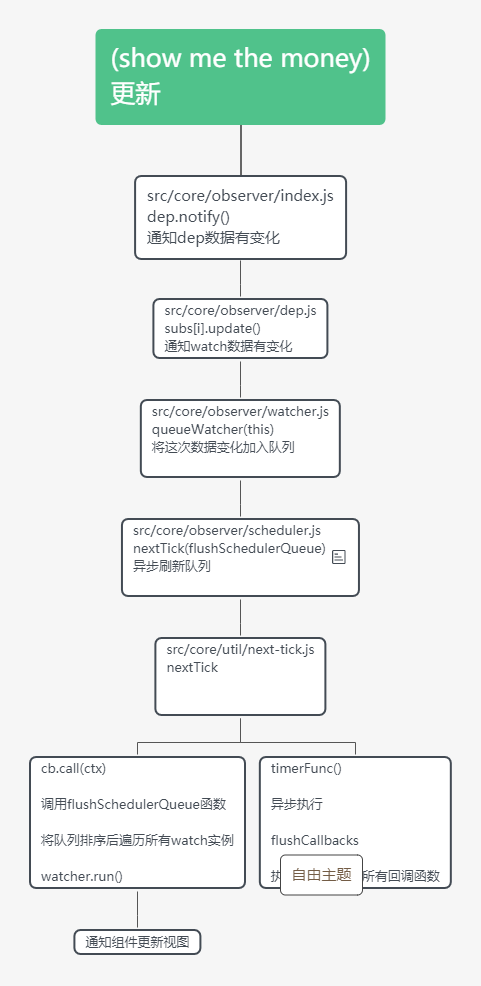 (show me the money)
更新
src/core/observer/index.js
dep.notify()
通知dep数据有变化
src/core/observer/dep.js
subs[i].update()
通知watch数据有变化
src/core/observer/watcher.js
queueWatcher(this)
将这次数据变化加入队列
src/core/observer/scheduler.js
nextTick(flushSchedulerQueue)
异步刷新队列
src/core/util/next-tick.js
nextTick
cb.call(ctx)
调用flushSchedulerQueue函数
将队列排序后遍历所有watch实例
watcher.run()
通知组件更新视图
timerFunc()
异步执行
flushCallbacks
所有回调函数
自由主题